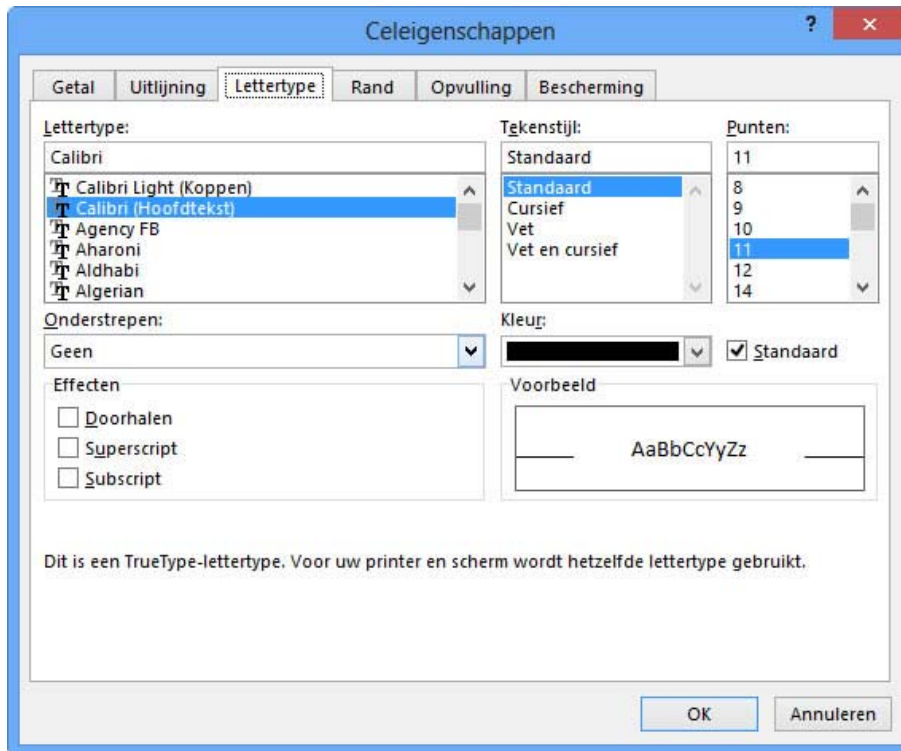 Celeigenschappen
?
Getal Uitlijning Lettertype Rand Opvulling Bescherming
Lettertype: Tekenstijl: Punten:
Calibri Standaard 11
Calibri Light (Koppen) Standaard 8
Calibri (Hoofdtekst) Cursief 9
Agency FB Vet 10
Aharoni Vet en cursief 11
Aldhabi 12
Algerian 14
Onderstrepen: Kleur:
Geen Standaard
Effecten Voorbeeld
Doorhalen
Superscript AaBbCcYyZz
Subscript
Dit is een TrueType-lettertype. Voor uw printer en scherm wordt hetzelfde lettertype gebruikt.
OK Annuleren